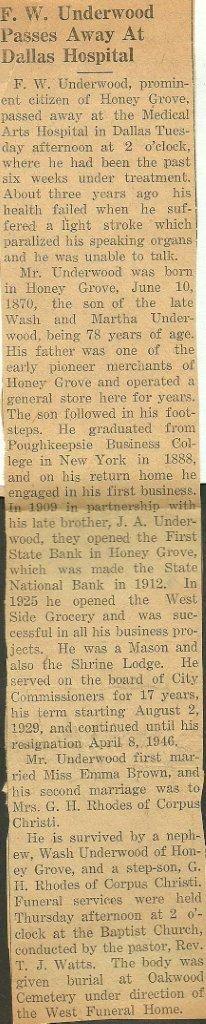 F. W. Underwood
Passes Away At
Dallas Hospital
F. W. Underwood, promin-
ent citizen of Honey Grove,
passed away at the Medical
Arts Hospital in Dallas Tues-
day afternoon at 2 o'clock,
where he had been the past
six weeks under treatment.
About three years ago his
health failed when he suf-
fered a light stroke which
paralized his speaking organs
and he was unable to talk.
Mr. Underwood was born
in Honey Grove, June 10,
1870, the son of the late
Wash and Martha Under-
wood, being 78 years of age.
His father was one of the
early pioneer merchants of
Honey Grove and operated a
general store here for years.
The son followed in his foot-
steps. He graduated from
Poughkeepsie Business Col-
lege in New York in 1888,
and on his return home he
engaged in his first business.
In 1909 in partnership with
his late brother, J. A. Under-
wood, they opened the First
State Bank in Honey Grove,
which was made the State
National Bank in 1912. In
1925 he opened the West
Side Grocery and was suc-
cessful in all his business pro-
jects. He was a Mason and
also the Shrine Lodge. He
served on the board of City
Commissioners for 17 years,
his term starting August 2,
1929, and continued until his
resignation April 8, 1946.
Mr. Underwood first mar-
ried Miss Emma Brown, and
his second marriage was to
Mrs. G. H. Rhodes of Corpus
Christi.
He is survived by a neph-
ew, Wash Underwood of Hon-
ey Grove, and a step-son, G.
H. Rhodes of Corpus Christi.
Funeral services were held
Thursday afternoon at 2 o'-
clock at the Baptist Church,
conducted by the pastor, Rev.
T. J. Watts. The body was
given burial at Oakwood
Cemetery under direction of
the West Funeral Home.